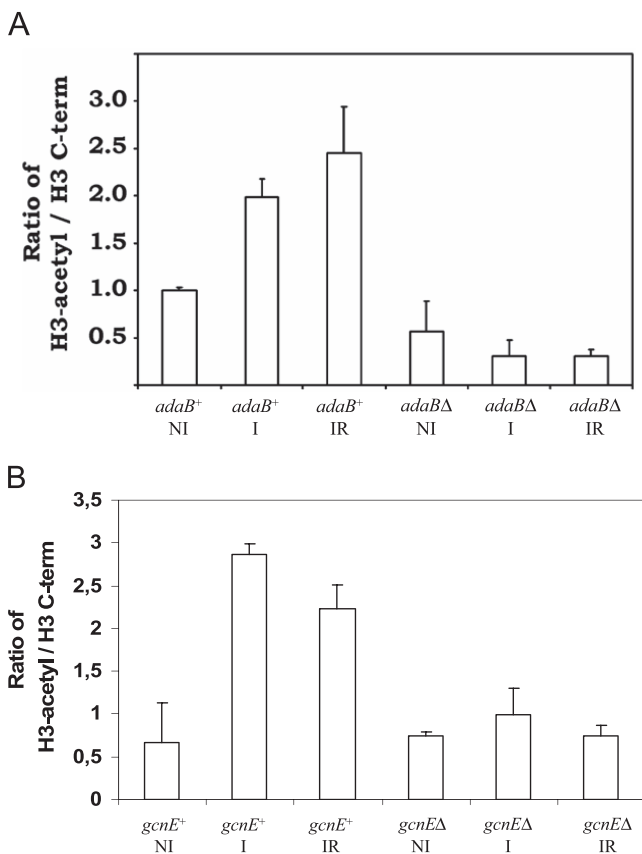 A
Ratio of
H3-acetyl / H3 C-term
3.0
2.5
2.0
1.5
1.0
0.5
adaB+ adaB+ adaB+ adaBΔ adaBΔ adaBΔ
NI I IR NI I IR
B
Ratio of
H3-acetyl / H3 C-term
3,5
3
2,5
2
1,5
1
0,5
0
gcnE+ gcnE+ gcnE+ gcnEΔ gcnEΔ gcnEΔ
NI I IR NI I IR